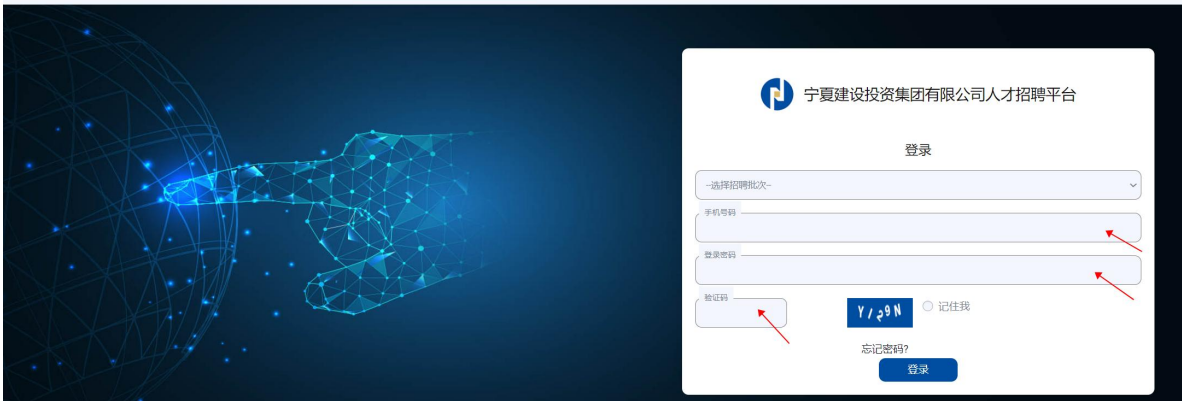 宁夏建设投资集团有限公司人才招聘平台
登录
--选择招聘批次--
手机号码
登录密码
验证码
记住我
忘记密码?
登录